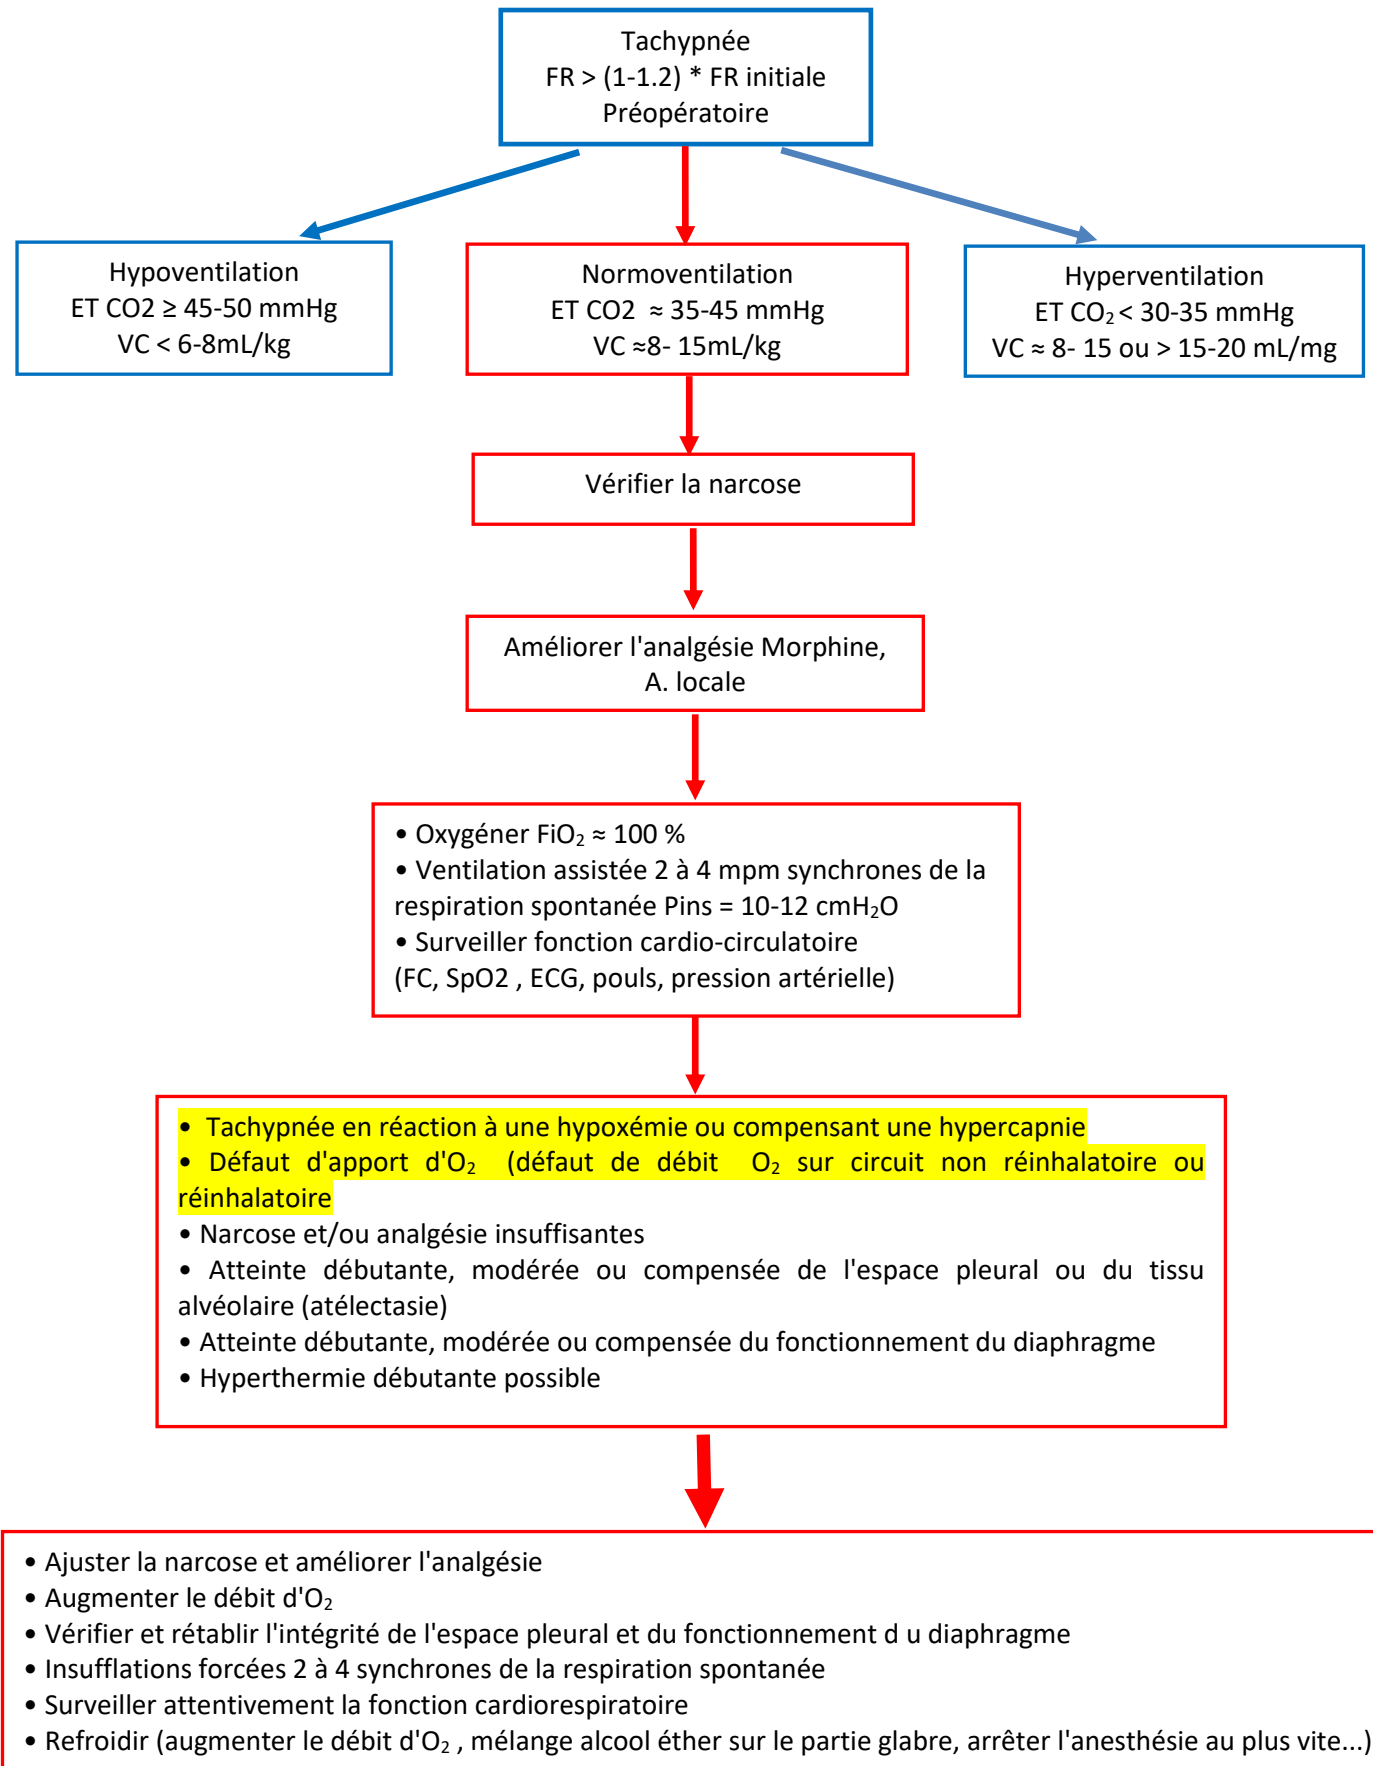 Tachypnée
FR > (1-1.2) * FR initiale
Préopératoire
Hypoventilation
ET CO2 ≥ 45-50 mmHg
VC < 6-8mL/kg
Normoventilation
ET CO2 ≈ 35-45 mmHg
VC ≈8- 15mL/kg
Hyperventilation
ET CO₂ < 30-35 mmHg
VC ≈ 8- 15 ou > 15-20 mL/mg
Vérifier la narcose
Améliorer l'analgésie Morphine,
A. locale
• Oxygéner FiO₂ ≈ 100 %
• Ventilation assistée 2 à 4 mpm synchrones de la
respiration spontanée Pins = 10-12 cmH₂O
• Surveiller fonction cardio-circulatoire
(FC, SpO2 , ECG, pouls, pression artérielle)
• Tachypnée en réaction à une hypoxémie ou compensant une hypercapnie
• Défaut d'apport d'O₂ (défaut de débit O₂ sur circuit non réinhalatoire ou
réinhalatoire
• Narcose et/ou analgésie insuffisantes
• Atteinte débutante, modérée ou compensée de l'espace pleural ou du tissu
alvéolaire (atélectasie)
• Atteinte débutante, modérée ou compensée du fonctionnement du diaphragme
• Hyperthermie débutante possible
• Ajuster la narcose et améliorer l'analgésie
• Augmenter le débit d'O₂
• Vérifier et rétablir l'intégrité de l'espace pleural et du fonctionnement d u diaphragme
• Insufflations forcées 2 à 4 synchrones de la respiration spontanée
• Surveiller attentivement la fonction cardiorespiratoire
• Refroidir (augmenter le débit d'O₂ , mélange alcool éther sur le partie glabre, arrêter l'anesthésie au plus vite...)